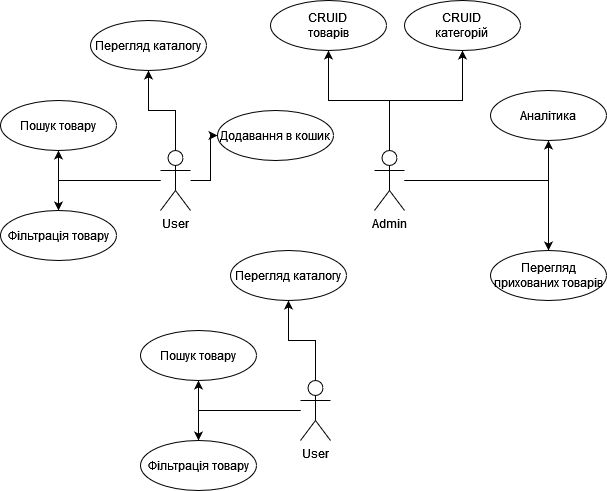 Перегляд каталогу
CRUID
товарів
CRUID
категорій
Пошук товару
Додавання в кошик
Аналітика
Фільтрація товару
User
Admin
Перегляд
прихованих товарів
Перегляд каталогу
Пошук товару
Фільтрація товару
User